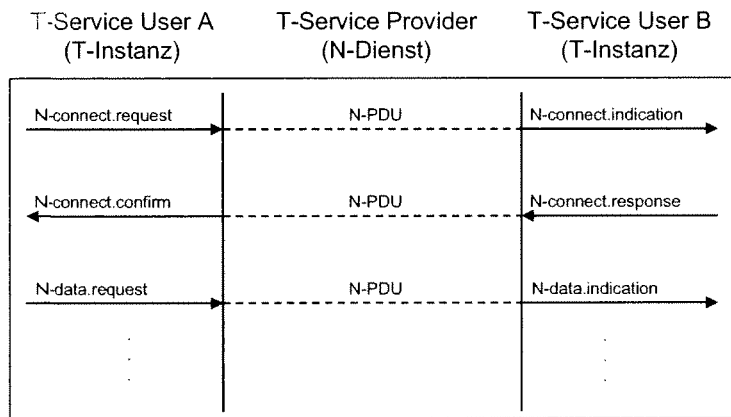 T-Service User A
(T-Instanz)
T-Service Provider
(N-Dienst)
T-Service User B
(T-Instanz)
N-connect.request
N-PDU
N-connect.indication
N-connect.confirm
N-PDU
N-connect.response
N-data.request
N-PDU
N-data.indication